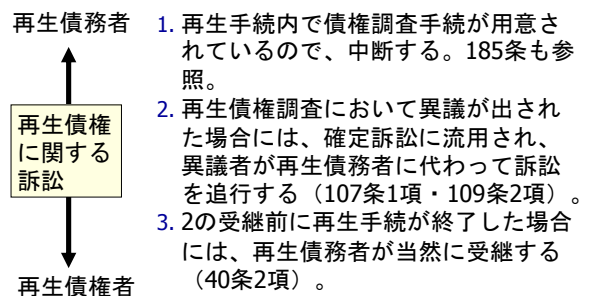 再生債務者
再生債権
に関する
訴訟
再生債権者
1. 再生手続内で債権調査手続が用意さ
れているので、中断する。185条も参
照。
2. 再生債権調査において異議が出され
た場合には、確定訴訟に流用され、
異議者が再生債務者に代わって訴訟
を追行する（107条1項・109条2項）。
3. 2の受継前に再生手続が終了した場合
には、再生債務者が当然に受継する
（40条2項）。